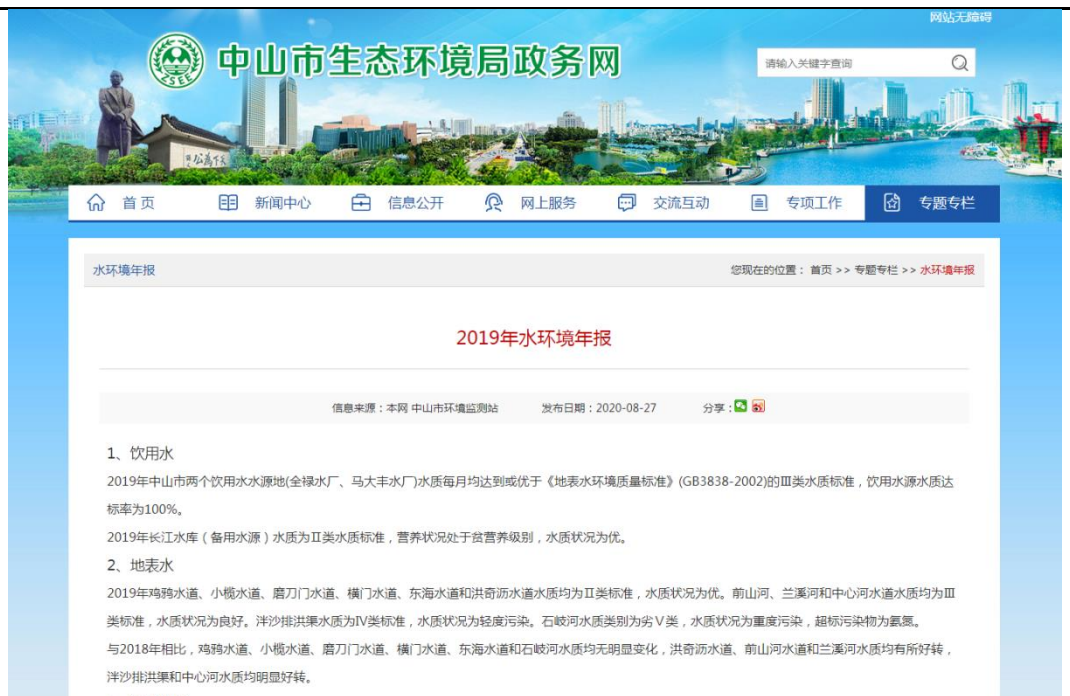 网站无障碍
ZSEE
中山市生态环境局政务网
请输入关键字查询
首页 新闻中心 信息公开 网上服务 交流互动 专项工作 专题专栏
水环境年报
您现在的位置： 首页 >> 专题专栏 >> 水环境年报
2019年水环境年报
信息来源：本网 中山市环境监测站 发布日期：2020-08-27 分享：
1、饮用水
2019年中山市两个饮用水水源地(全禄水厂、马大丰水厂)水质每月均达到或优于《地表水环境质量标准》(GB3838-2002)的Ⅲ类水质标准，饮用水源水质达
标率为100%。
2019年长江水库（备用水源）水质为Ⅱ类水质标准，营养状况处于贫营养级别，水质状况为优。
2、地表水
2019年鸡鸦水道、小榄水道、磨刀门水道、横门水道、东海水道和洪奇沥水道水质均为Ⅱ类标准，水质状况为优。前山河、兰溪河和中心河水道水质均为Ⅲ
类标准，水质状况为良好。泮沙排洪渠水质为Ⅳ类标准，水质状况为轻度污染。石岐河水质类别为劣Ⅴ类，水质状况为重度污染，超标污染物为氨氮。
与2018年相比，鸡鸦水道、小榄水道、磨刀门水道、横门水道、东海水道和石岐河水质均无明显变化，洪奇沥水道、前山河水道和兰溪河水质均有所好转，
泮沙排洪渠和中心河水质均明显好转。